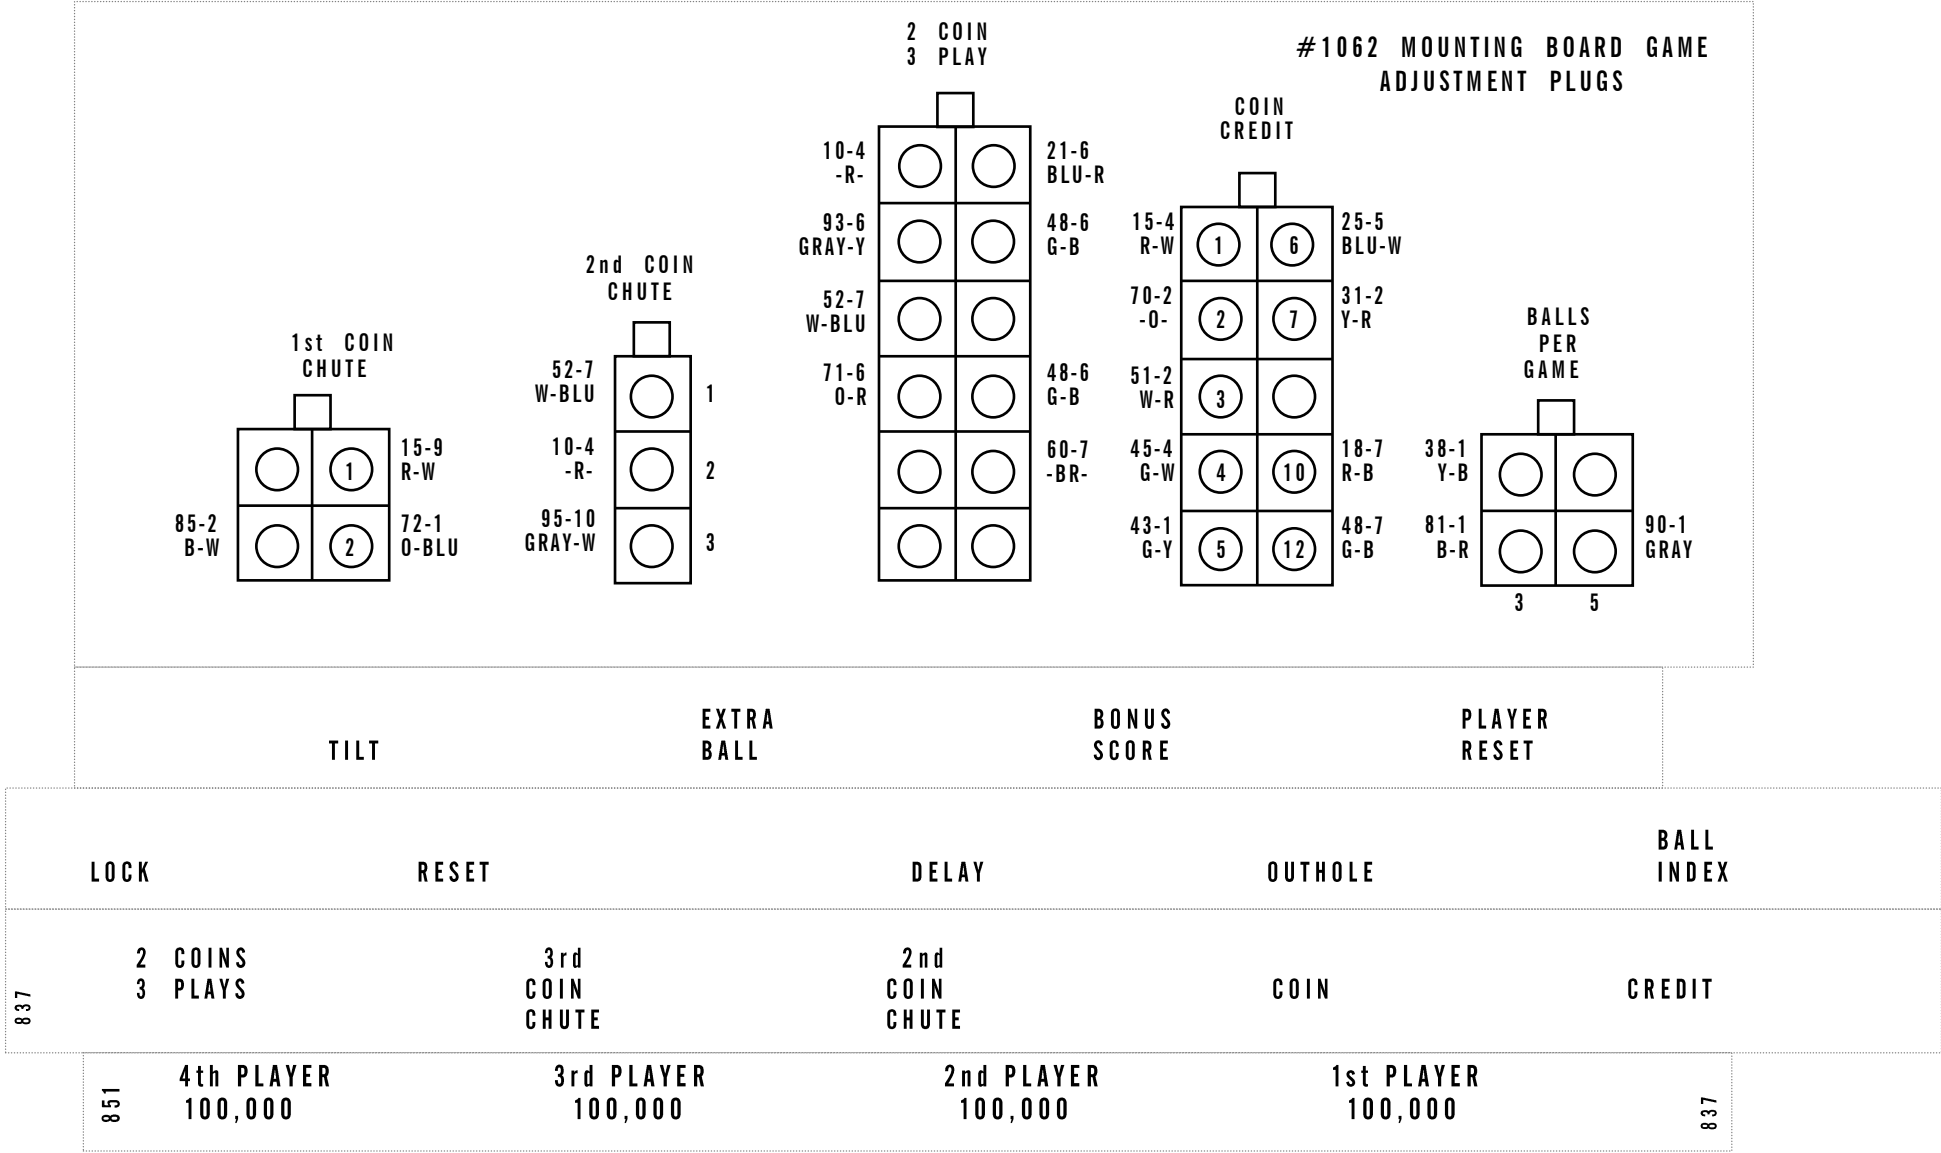 #1062 MOUNTING BOARD GAME
ADJUSTMENT PLUGS
1st COIN
CHUTE
1
15-9
R-W
85-2
B-W
2
72-1
O-BLU
2nd COIN
CHUTE
52-7
W-BLU
1
10-4
-R-
2
95-10
GRAY-W
3
2 COIN
3 PLAY
10-4
-R-
21-6
BLU-R
93-6
GRAY-Y
48-6
G-B
52-7
W-BLU
71-6
O-R
48-6
G-B
60-7
-BR-
COIN
CREDIT
15-4
R-W
1
6
25-5
BLU-W
70-2
-O-
2
7
31-2
Y-R
51-2
W-R
3
45-4
G-W
4
10
18-7
R-B
43-1
G-Y
5
12
48-7
G-B
BALLS
PER
GAME
38-1
Y-B
81-1
B-R
90-1
GRAY
3 5
TILT
EXTRA
BALL
BONUS
SCORE
PLAYER
RESET
LOCK
RESET
DELAY
OUTHOLE
BALL
INDEX
837
2 COINS
3 PLAYS
3rd
COIN
CHUTE
2nd
COIN
CHUTE
COIN
CREDIT
851
4th PLAYER
100,000
3rd PLAYER
100,000
2nd PLAYER
100,000
1st PLAYER
100,000
837